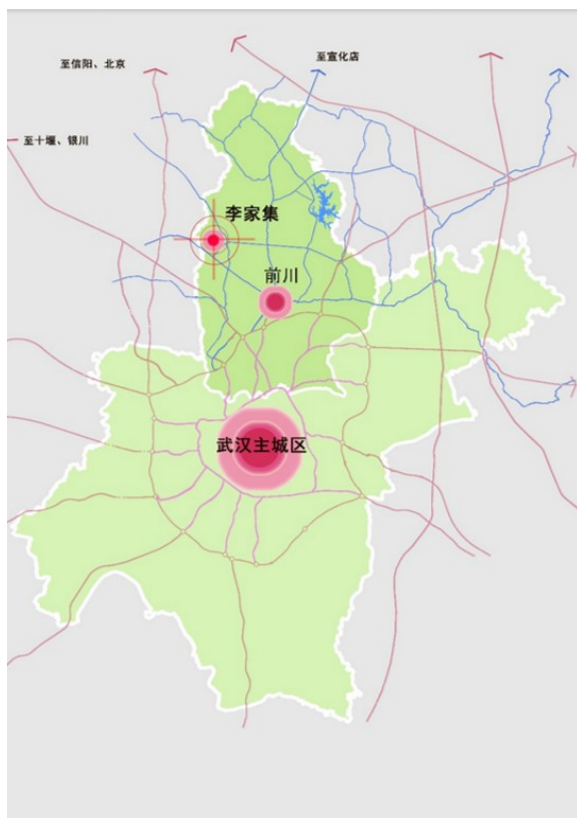 至宣化店
至信阳、北京
至十堰、银川
李家集
前川
武汉主城区